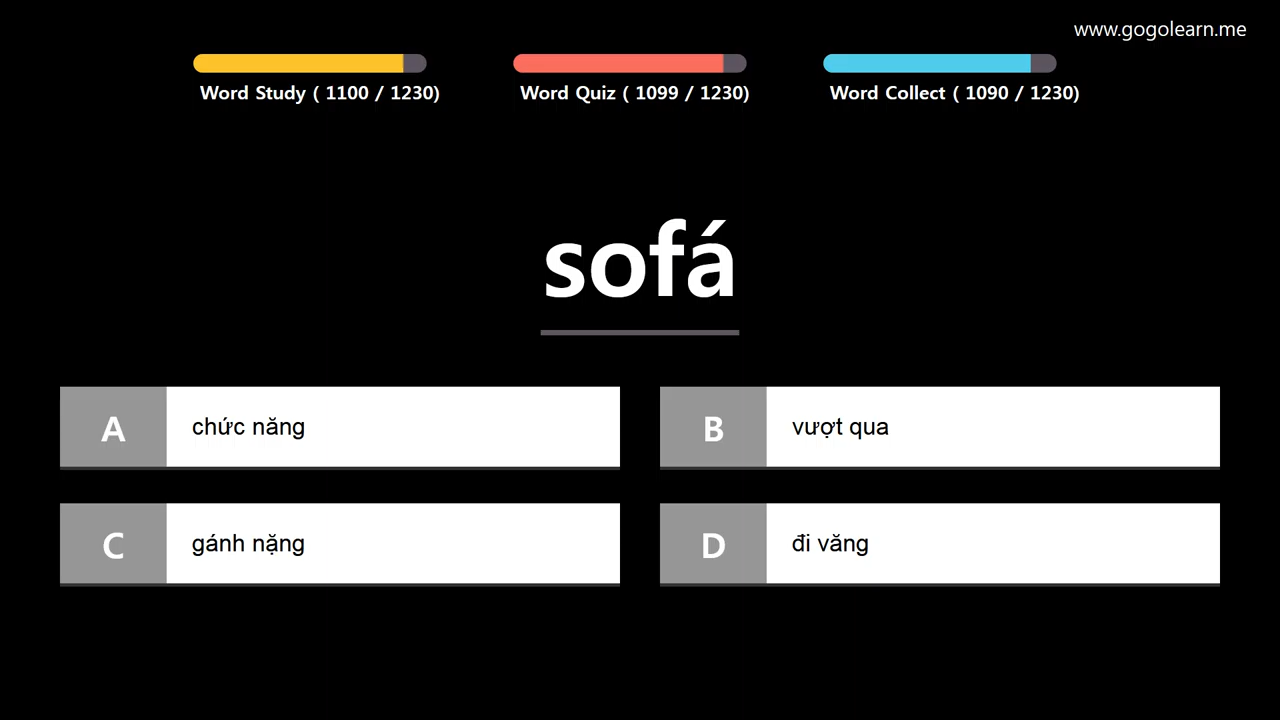 www.gogolearn.me
Word Study ( 1100 / 1230)
Word Quiz ( 1099 / 1230)
Word Collect ( 1090 / 1230)
sofá
A chức năng
B vượt qua
C gánh nặng
D đi văng